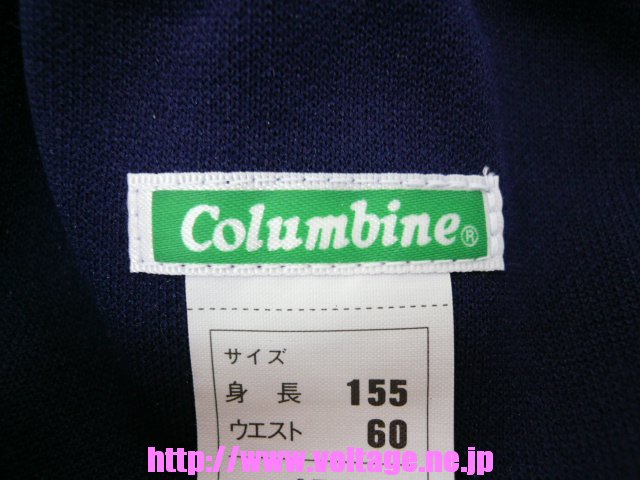 Columbine®
サイズ
身長 155
ウエスト 60
http://www.voltage.ne.jp